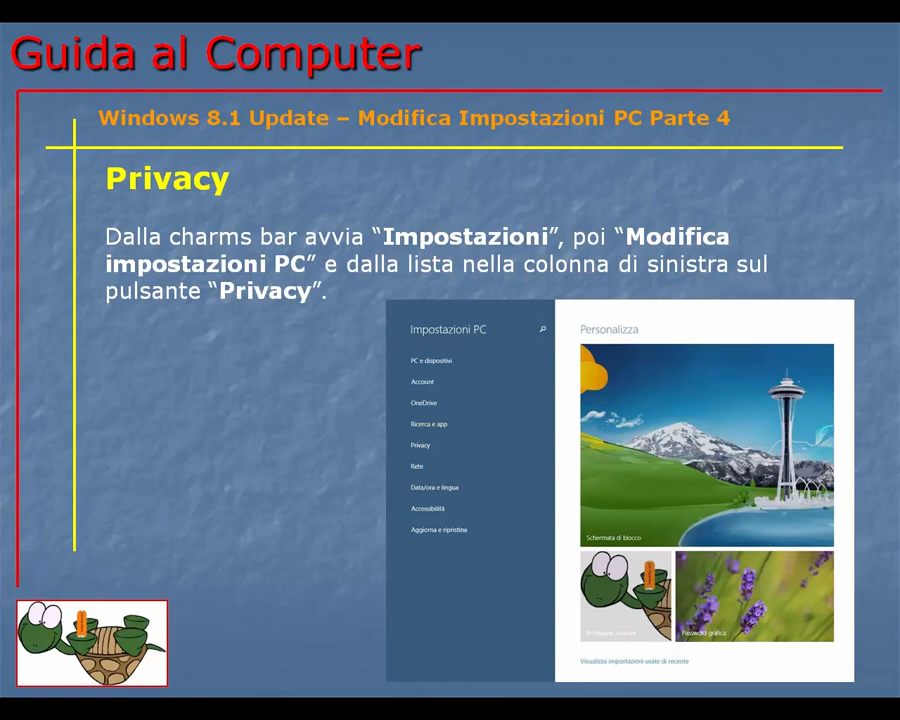 Guida al Computer
Windows 8.1 Update – Modifica Impostazioni PC Parte 4
Privacy
Dalla charms bar avvia “Impostazioni”, poi “Modifica
impostazioni PC” e dalla lista nella colonna di sinistra sul
pulsante “Privacy”.
Impostazioni PC
PC e dispositivi
Account
OneDrive
Ricerca e app
Privacy
Rete
Data/ora e lingua
Accessibilità
Aggiorna e ripristina
Personalizza
Schermata di blocco
Immagine account
Password grafica
Visualizza impostazioni usate di recente